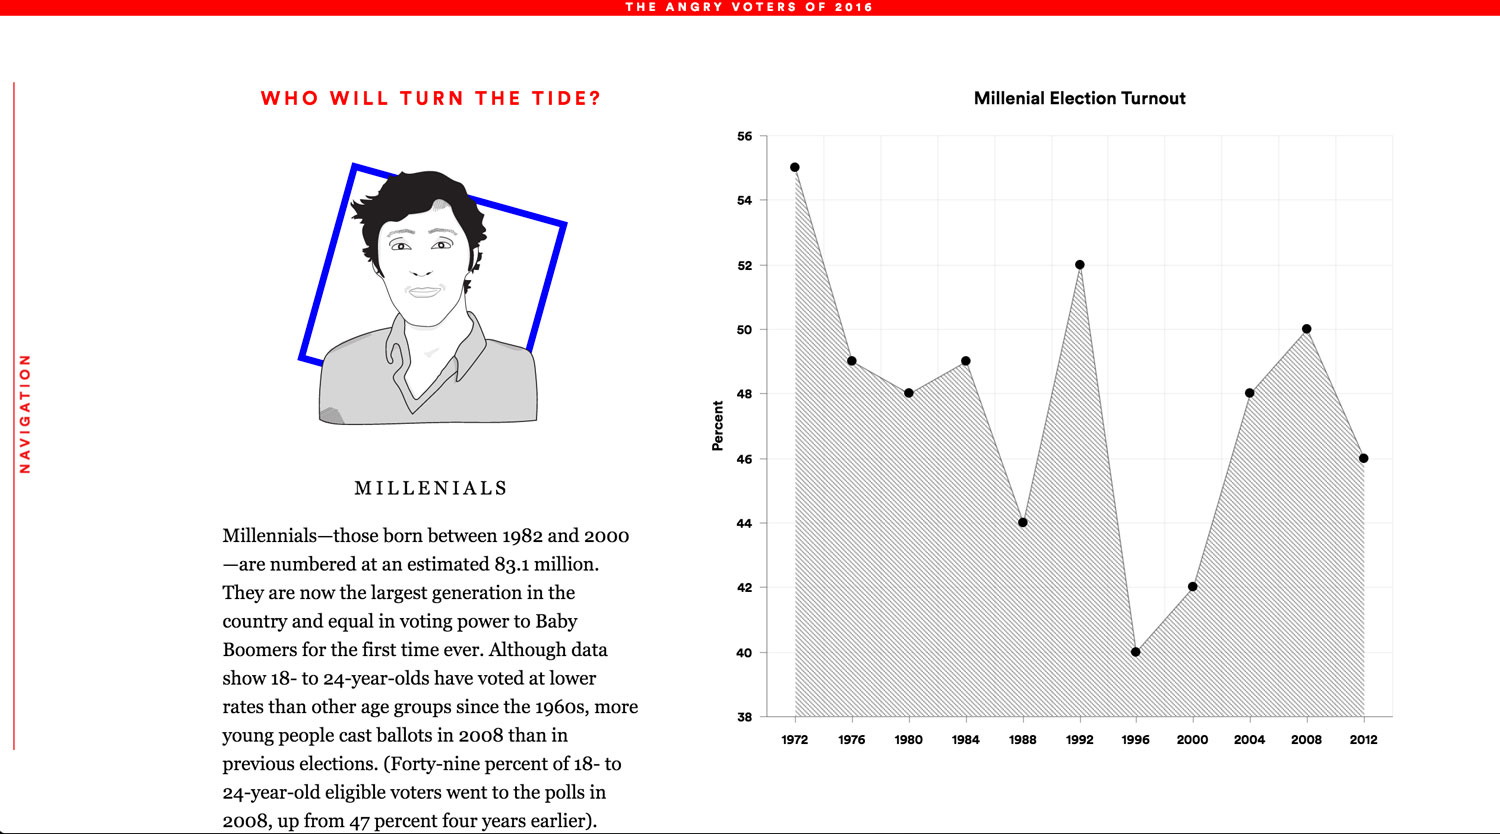 THE ANGRY VOTERS OF 2016
NAVIGATION
WHO WILL TURN THE TIDE?
MILLENIALS
Millennials—those born between 1982 and 2000
—are numbered at an estimated 83.1 million.
They are now the largest generation in the
country and equal in voting power to Baby
Boomers for the first time ever. Although data
show 18- to 24-year-olds have voted at lower
rates than other age groups since the 1960s, more
young people cast ballots in 2008 than in
previous elections. (Forty-nine percent of 18- to
24-year-old eligible voters went to the polls in
2008, up from 47 percent four years earlier).
Millenial Election Turnout
Percent
56
54
52
50
48
46
44
42
40
38
1972 1976 1980 1984 1988 1992 1996 2000 2004 2008 2012